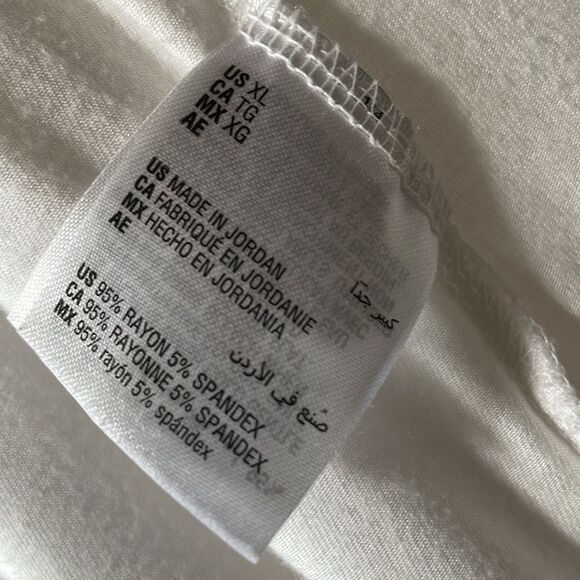 US XL
CA TG
MX XG
AE كبير جداً
US MADE IN JORDAN
CA FABRIQUÉ EN JORDANIE
MX HECHO EN JORDANIA
AE صُنع في الأردن
US 95% RAYON 5% SPANDEX
CA 95% RAYONNE 5% SPANDEX
MX 95% rayón 5% spándex